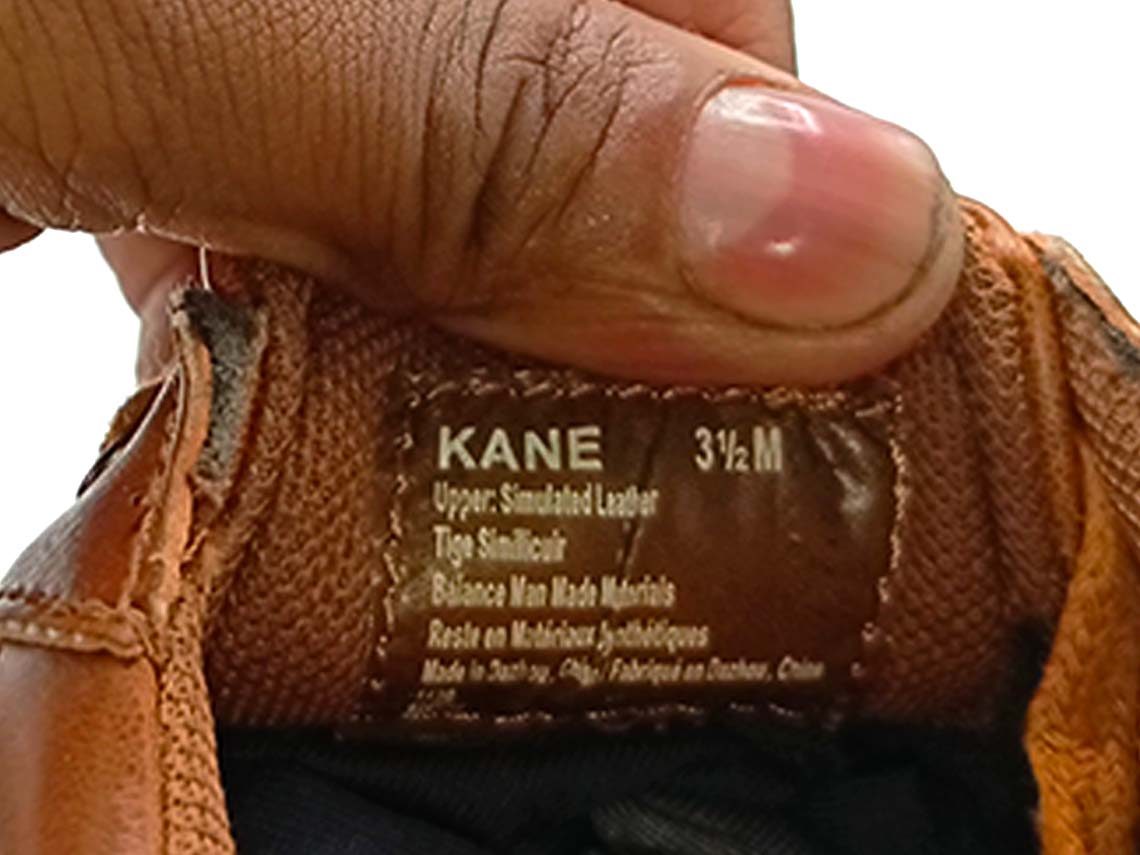 KANE 3½ M
Upper: Simulated Leather
Tige Similicuir
Balance Man Made Materials
Reste en Matériaux Synthétiques
Made in Dazhou, China / Fabriqué en Dazhou, Chine